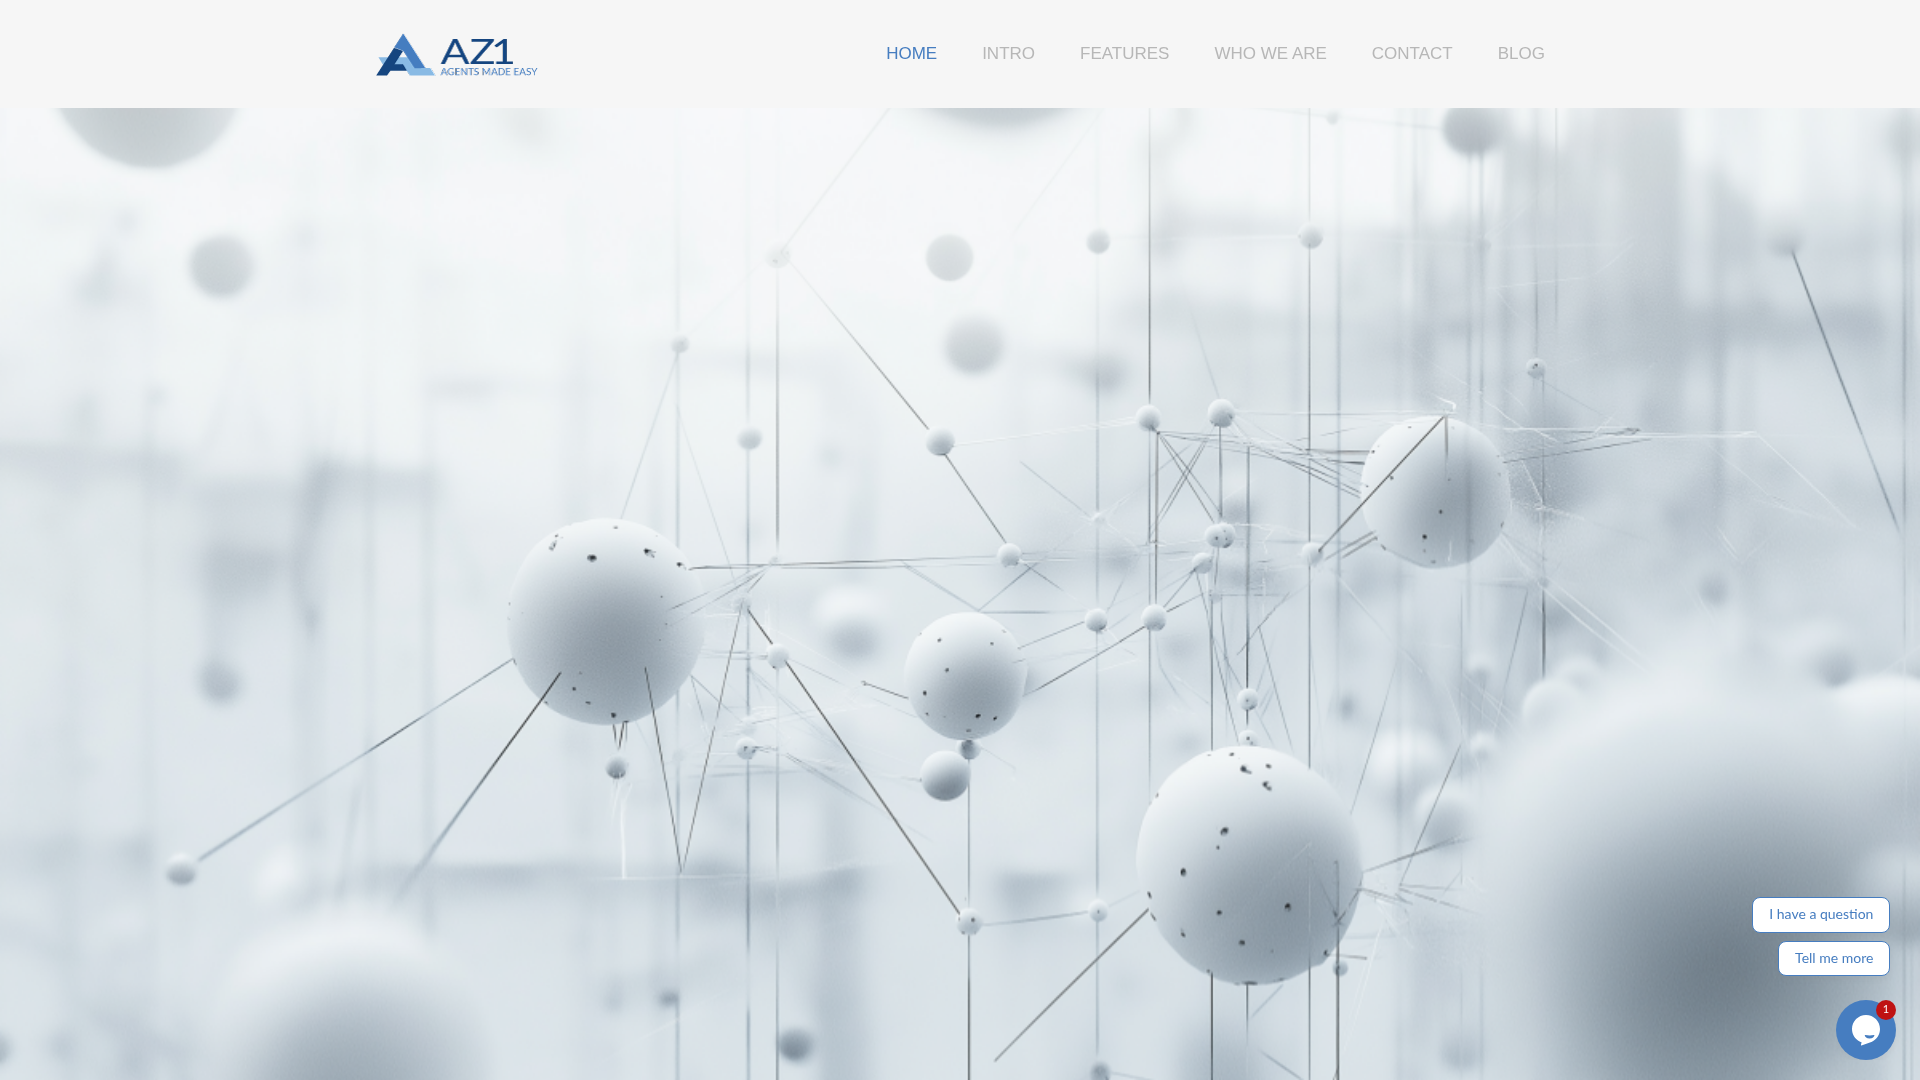 AZ1
AGENTS MADE EASY
HOME INTRO FEATURES WHO WE ARE CONTACT BLOG
I have a question
Tell me more
1